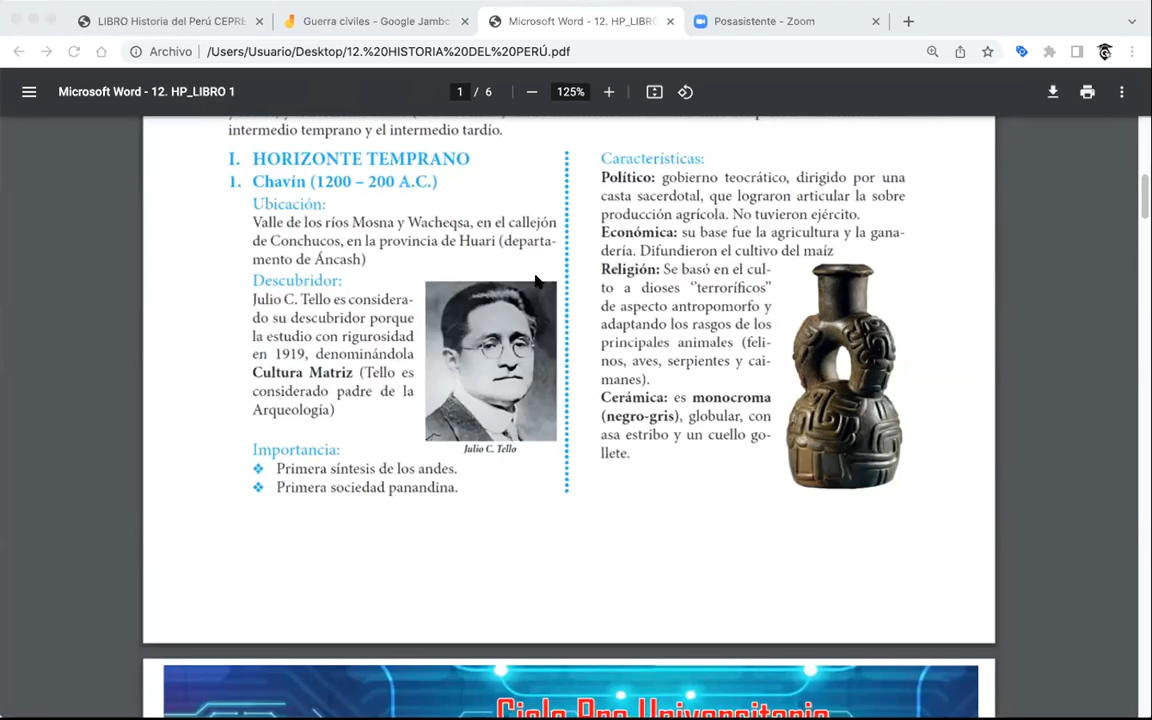 LIBRO Historia del Perú CEPRE
Guerra civiles - Google Jambo
Microsoft Word - 12. HP_LIBRO
Posasistente - Zoom
Archivo
/Users/Usuario/Desktop/12.%20HISTORIA%20DEL%20PERÚ.pdf
Microsoft Word - 12. HP_LIBRO 1
1 / 6
125%
intermedio temprano y el intermedio tardío.
I. HORIZONTE TEMPRANO
1. Chavín (1200 – 200 A.C.)
Ubicación:
Valle de los ríos Mosna y Wacheqsa, en el callejón
de Conchucos, en la provincia de Huari (departa-
mento de Áncash)
Descubridor:
Julio C. Tello es considera-
do su descubridor porque
la estudio con rigurosidad
en 1919, denominándola
Cultura Matriz (Tello es
considerado padre de la
Arqueología)
Julio C. Tello
Importancia:
❖ Primera síntesis de los andes.
❖ Primera sociedad panandina.
Características:
Político: gobierno teocrático, dirigido por una
casta sacerdotal, que lograron articular la sobre
producción agrícola. No tuvieron ejército.
Económica: su base fue la agricultura y la gana-
dería. Difundieron el cultivo del maíz
Religión: Se basó en el cul-
to a dioses ‘’terroríficos”
de aspecto antropomorfo y
adaptando los rasgos de los
principales animales (feli-
nos, aves, serpientes y cai-
manes).
Cerámica: es monocroma
(negro-gris), globular, con
asa estribo y un cuello go-
llete.
Ciclo Pre Universitario